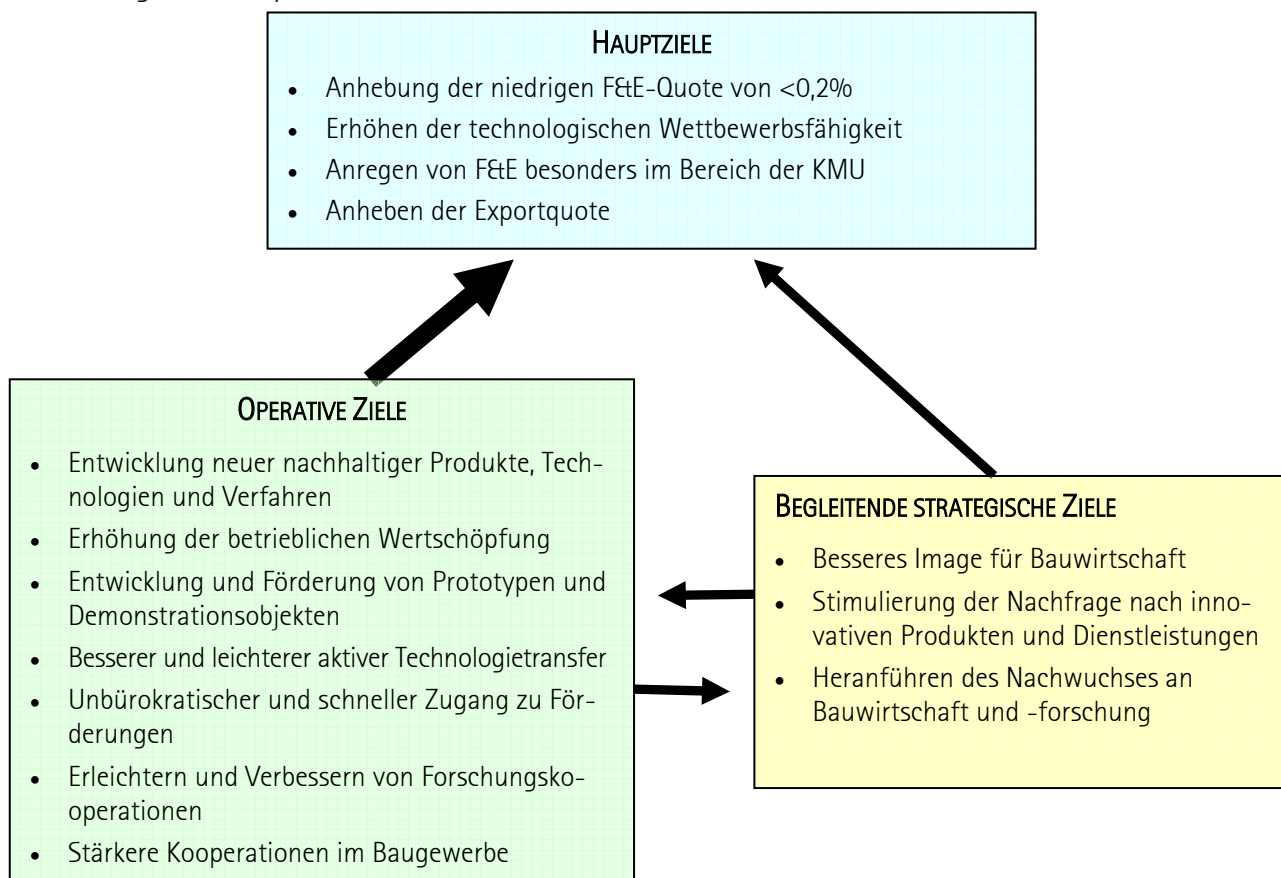 HAUPTZIELE
• Anhebung der niedrigen F&E-Quote von <0,2%
• Erhöhen der technologischen Wettbewerbsfähigkeit
• Anregen von F&E besonders im Bereich der KMU
• Anheben der Exportquote
OPERATIVE ZIELE
• Entwicklung neuer nachhaltiger Produkte, Tech-
nologien und Verfahren
• Erhöhung der betrieblichen Wertschöpfung
• Entwicklung und Förderung von Prototypen und
Demonstrationsobjekten
• Besserer und leichterer aktiver Technologietransfer
• Unbürokratischer und schneller Zugang zu För-
derungen
• Erleichtern und Verbessern von Forschungsko-
operationen
• Stärkere Kooperationen im Baugewerbe
BEGLEITENDE STRATEGISCHE ZIELE
• Besseres Image für Bauwirtschaft
• Stimulierung der Nachfrage nach inno-
vativen Produkten und Dienstleistungen
• Heranführen des Nachwuchses an
Bauwirtschaft und -forschung